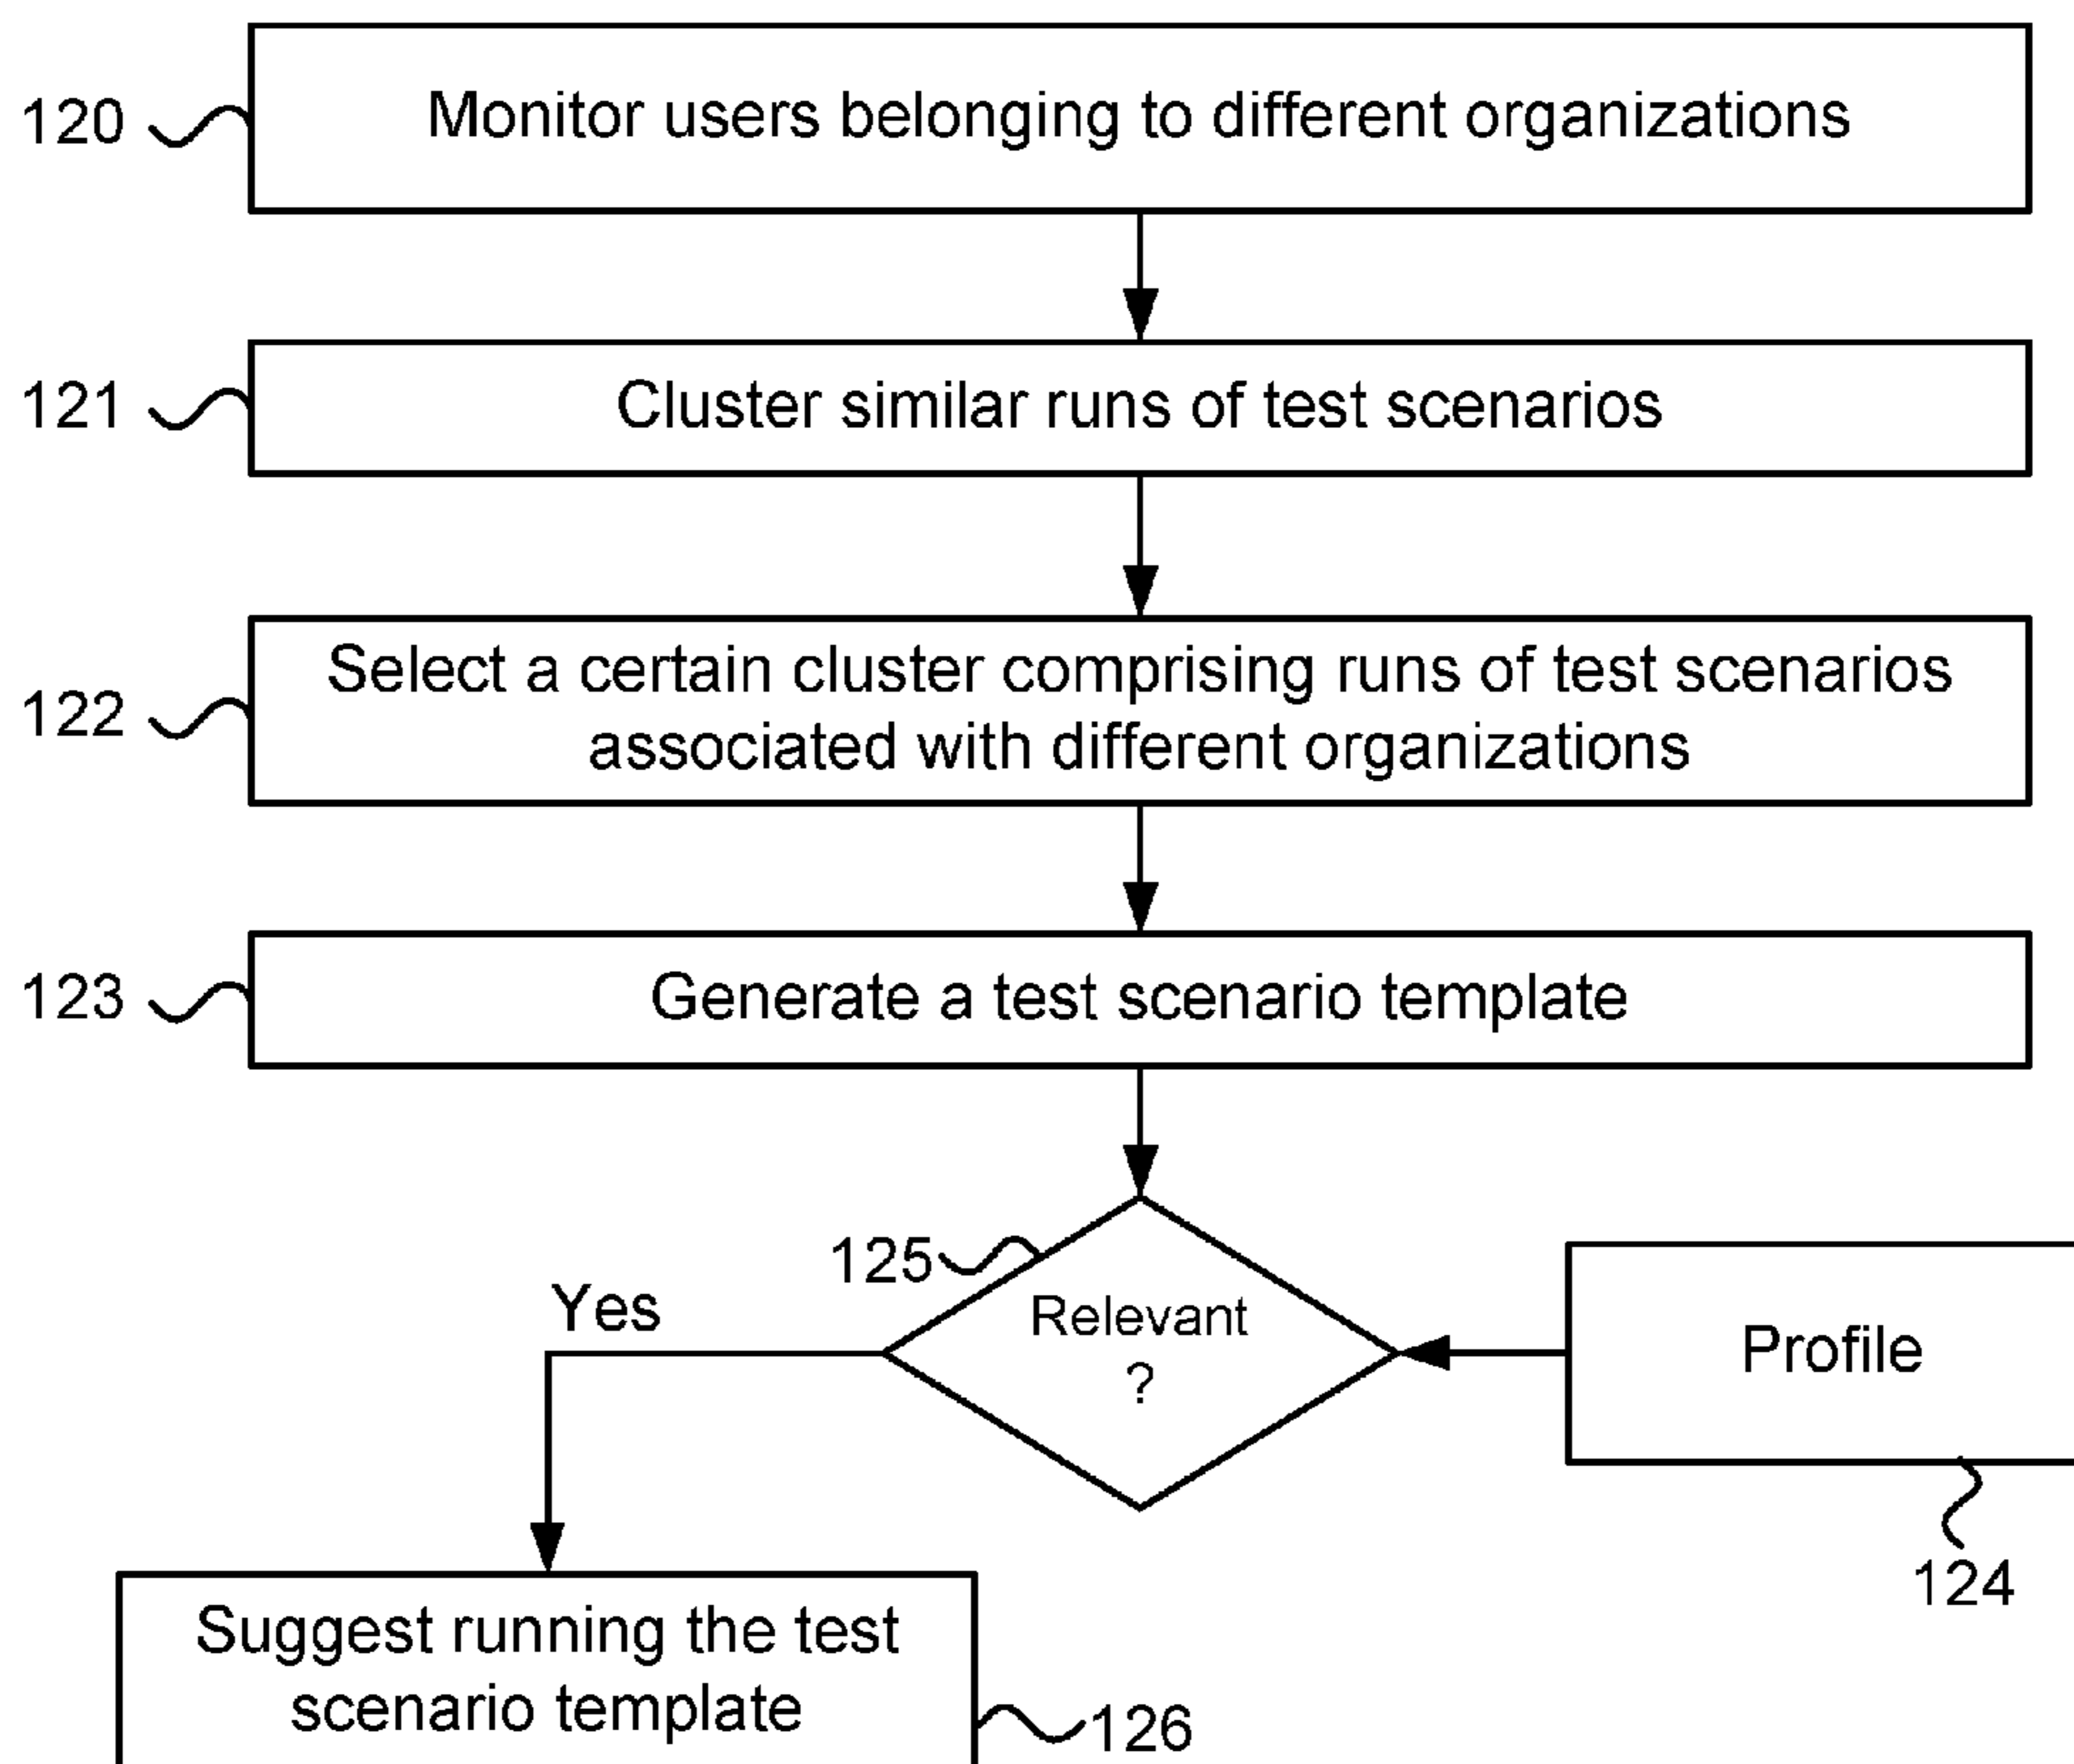 120
Monitor users belonging to different organizations
121
Cluster similar runs of test scenarios
122
Select a certain cluster comprising runs of test scenarios
associated with different organizations
123
Generate a test scenario template
125
Yes
Relevant
?
Profile
124
Suggest running the test
scenario template
126